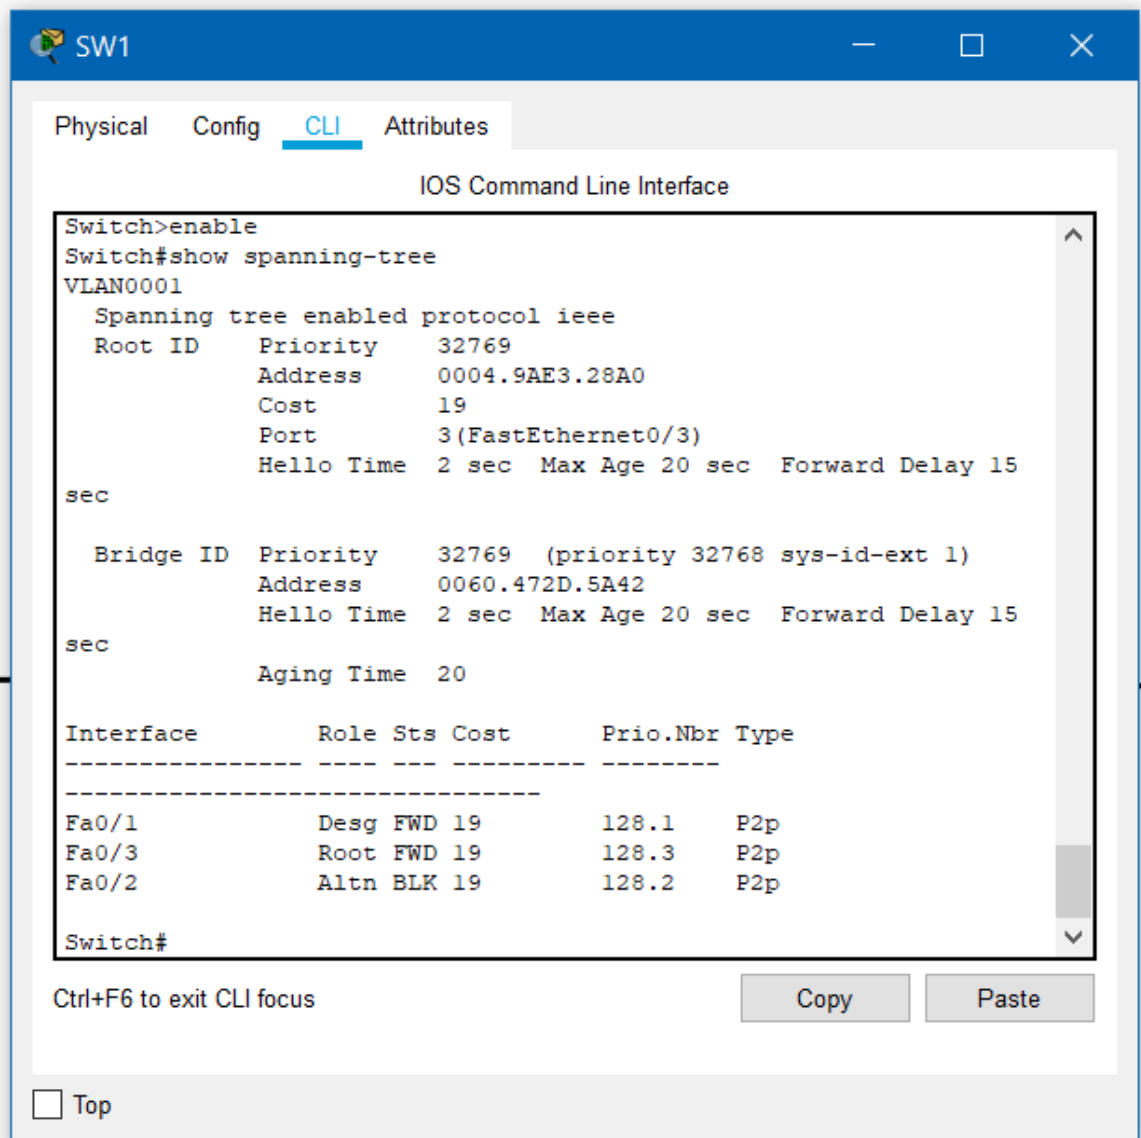 SW1
Physical Config CLI Attributes
IOS Command Line Interface
Switch>enable
Switch#show spanning-tree
VLAN0001
  Spanning tree enabled protocol ieee
  Root ID    Priority    32769
             Address     0004.9AE3.28A0
             Cost        19
             Port        3(FastEthernet0/3)
             Hello Time  2 sec  Max Age 20 sec  Forward Delay 15
sec

  Bridge ID  Priority    32769  (priority 32768 sys-id-ext 1)
             Address     0060.472D.5A42
             Hello Time  2 sec  Max Age 20 sec  Forward Delay 15
sec
             Aging Time  20

Interface        Role Sts Cost      Prio.Nbr Type
---------------- ---- --- --------- --------
--------------------------------
Fa0/1            Desg FWD 19        128.1    P2p
Fa0/3            Root FWD 19        128.3    P2p
Fa0/2            Altn BLK 19        128.2    P2p

Switch#
Ctrl+F6 to exit CLI focus
Copy Paste
Top